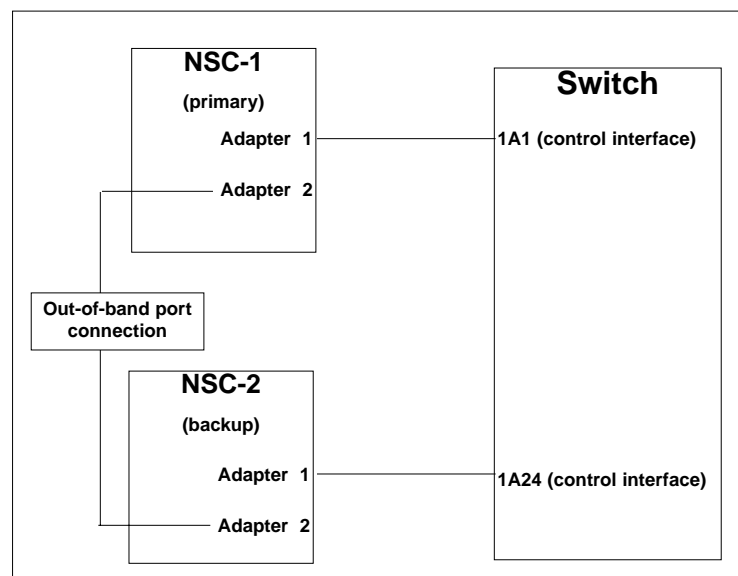 NSC-1
(primary)
Adapter 1
Adapter 2
Switch
1A1 (control interface)
Out-of-band port
connection
NSC-2
(backup)
Adapter 1
Adapter 2
1A24 (control interface)